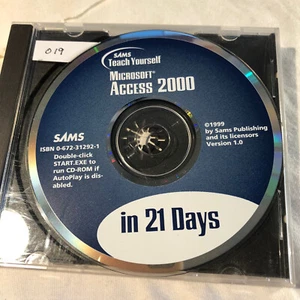 019
SAMS
Teach Yourself
MICROSOFT®
ACCESS 2000
SAMS
ISBN 0-672-31292-1
Double-click
START.EXE to
run CD-ROM if
AutoPlay is dis-
abled.
©1999
by Sams Publishing
and its licensors
Version 1.0
in 21 Days